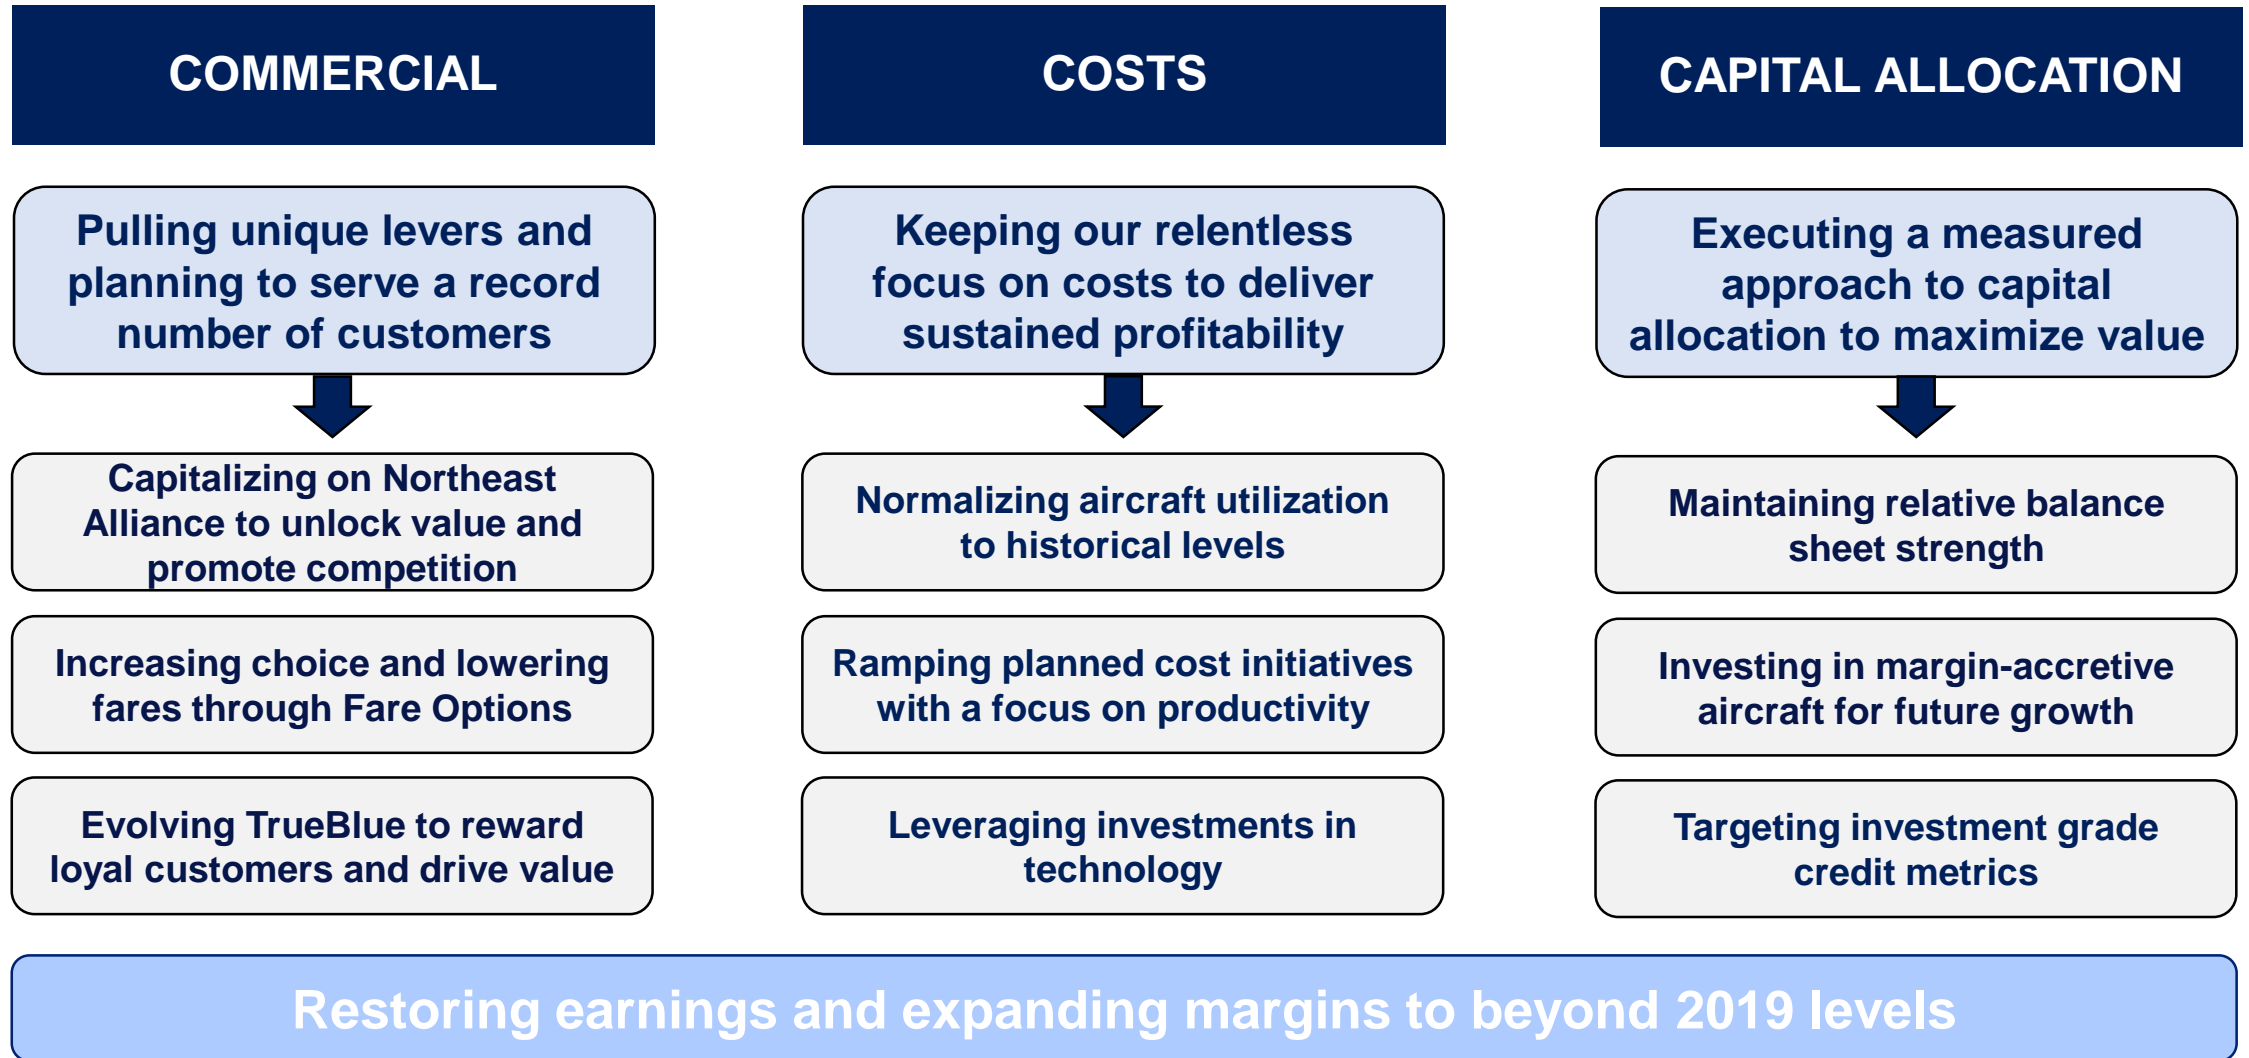 COMMERCIAL
Pulling unique levers and
planning to serve a record
number of customers
Capitalizing on Northeast
Alliance to unlock value and
promote competition
Increasing choice and lowering
fares through Fare Options
Evolving TrueBlue to reward
loyal customers and drive value
COSTS
Keeping our relentless
focus on costs to deliver
sustained profitability
Normalizing aircraft utilization
to historical levels
Ramping planned cost initiatives
with a focus on productivity
Leveraging investments in
technology
CAPITAL ALLOCATION
Executing a measured
approach to capital
allocation to maximize value
Maintaining relative balance
sheet strength
Investing in margin-accretive
aircraft for future growth
Targeting investment grade
credit metrics
Restoring earnings and expanding margins to beyond 2019 levels